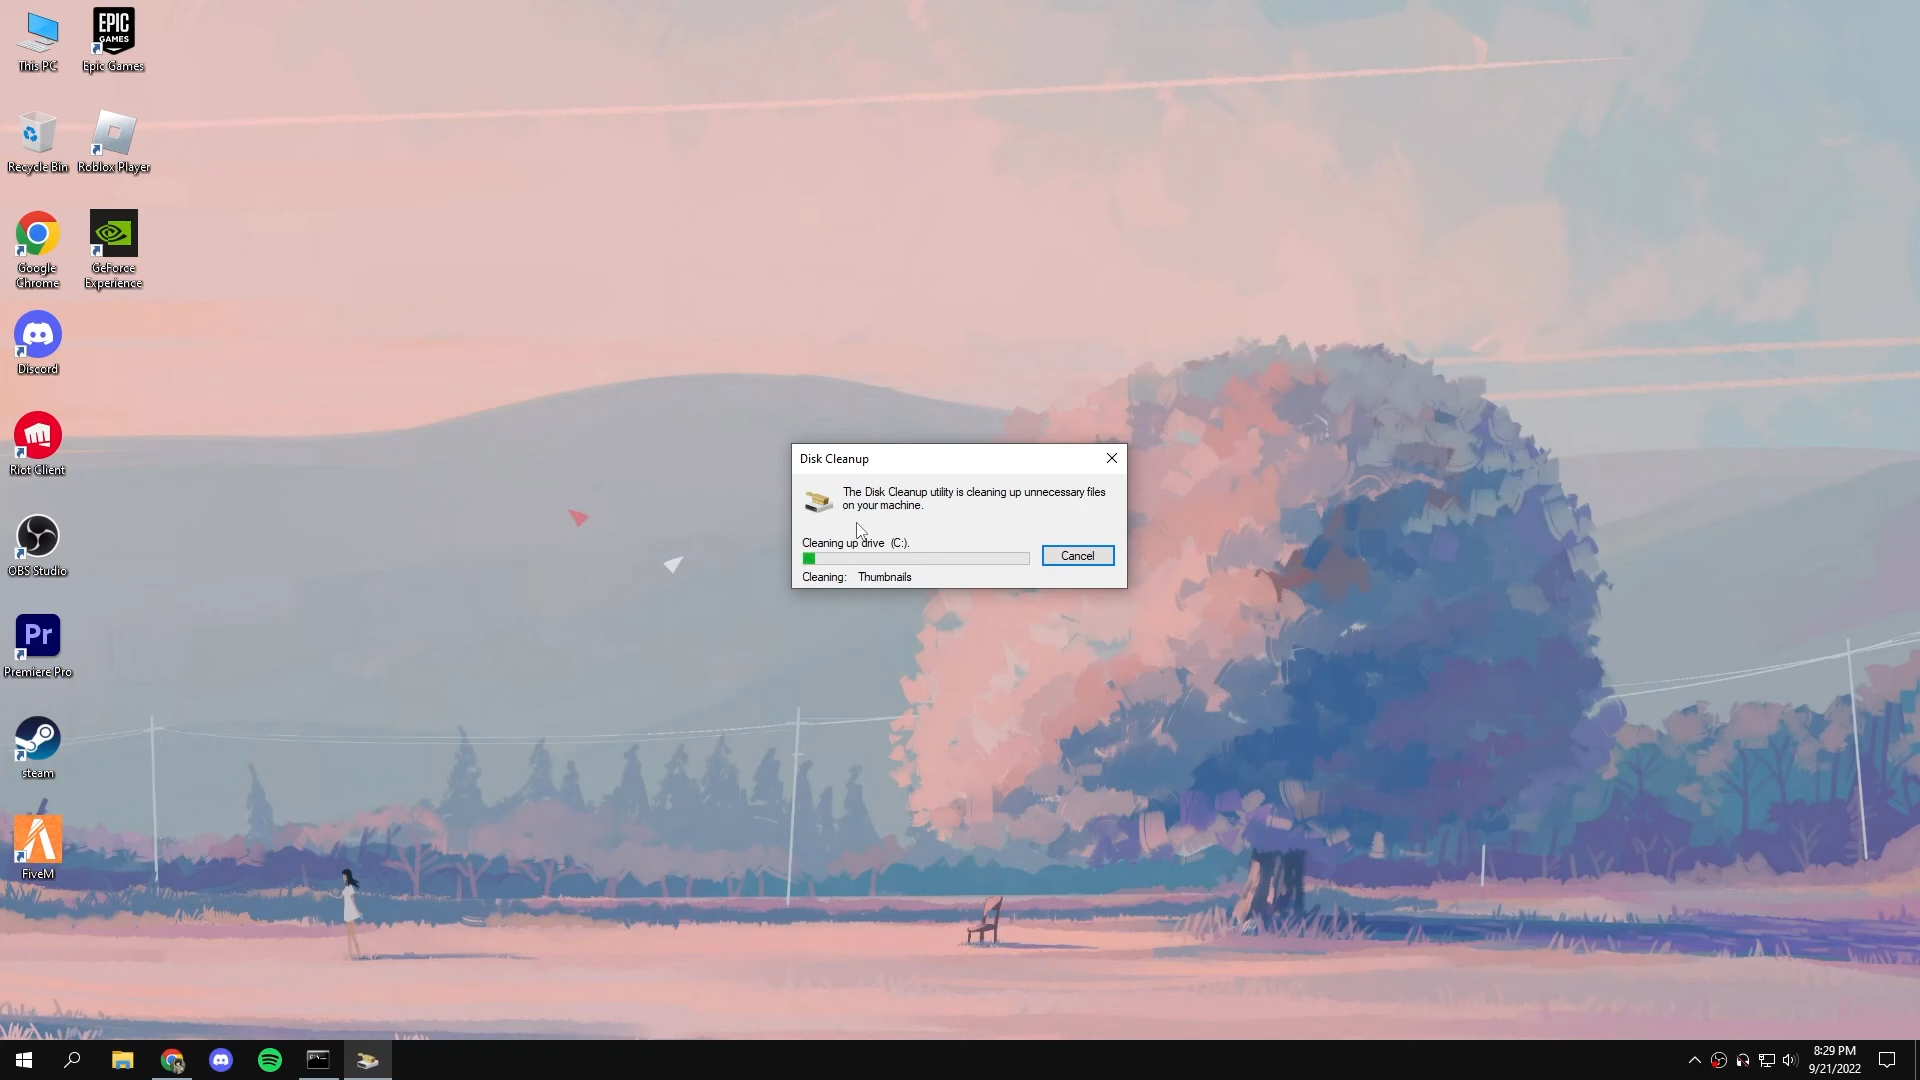 This PC
EPIC
GAMES
Epic Games
Recycle Bin
Roblox Player
Google
Chrome
GeForce
Experience
Discord
Riot Client
OBS Studio
Pr
Premiere Pro
steam
FiveM
Disk Cleanup
The Disk Cleanup utility is cleaning up unnecessary files
on your machine.
Cleaning up drive (C:).
Cancel
Cleaning: Thumbnails
8:29 PM
9/21/2022